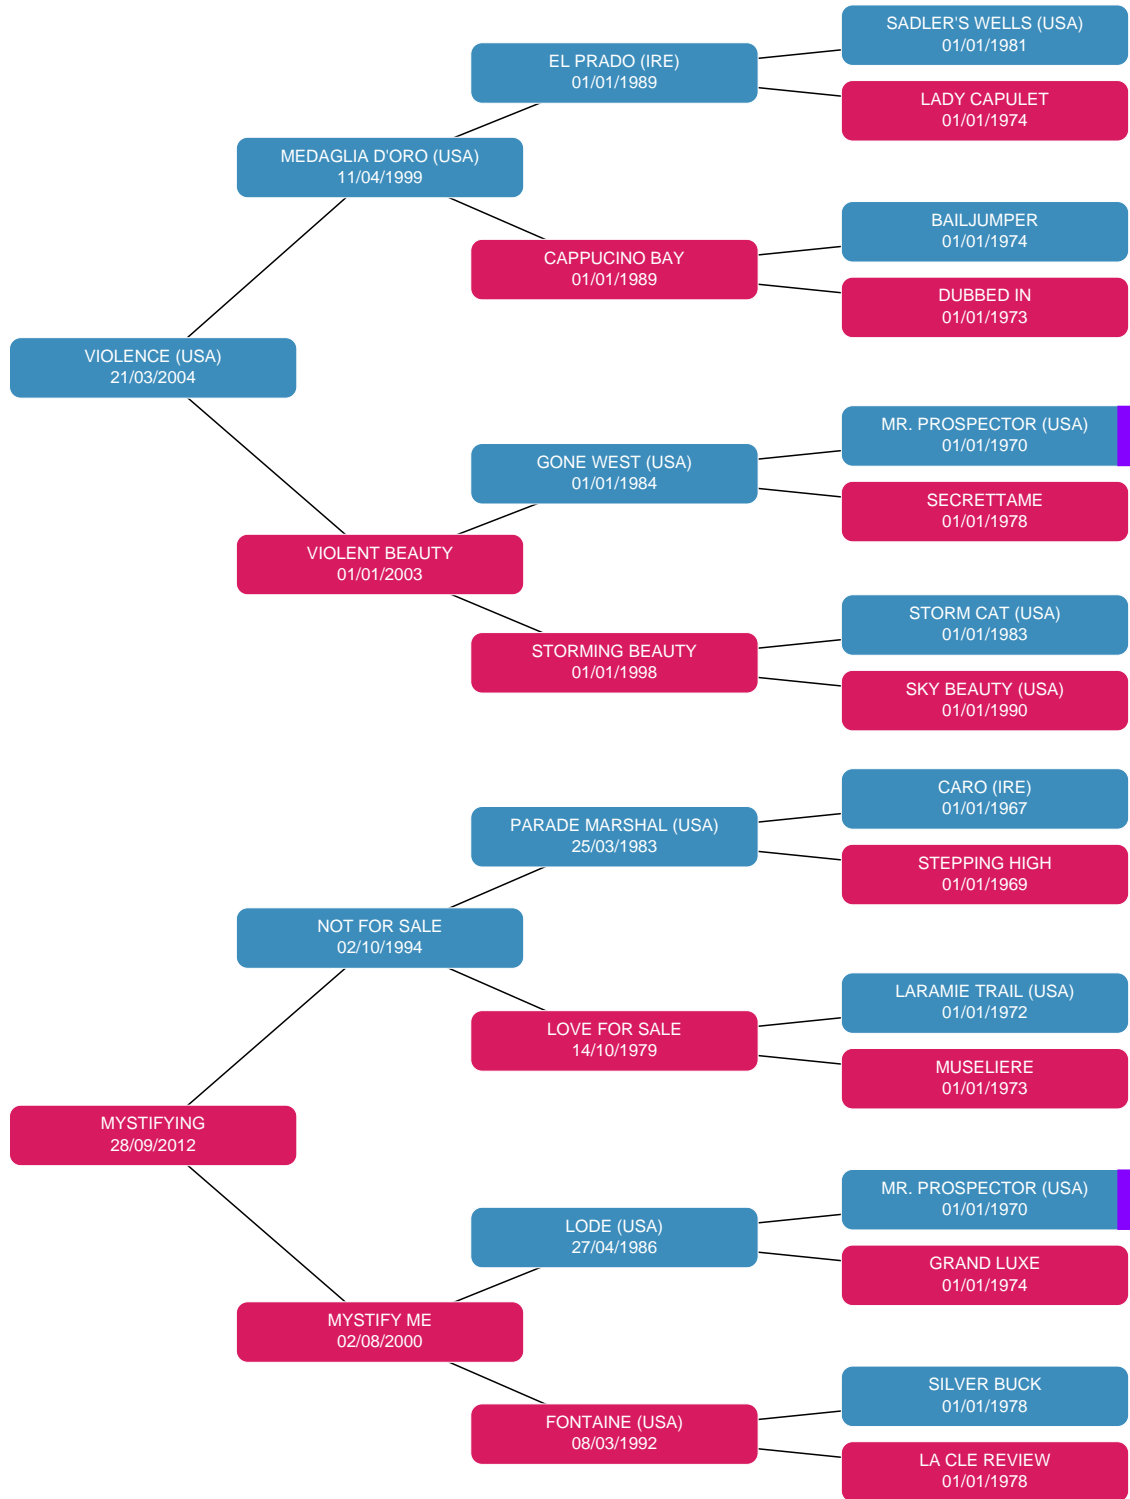 SADLER'S WELLS (USA)
01/01/1981
EL PRADO (IRE)
01/01/1989
LADY CAPULET
01/01/1974
MEDAGLIA D'ORO (USA)
11/04/1999
BAILJUMPER
01/01/1974
CAPPUCINO BAY
01/01/1989
DUBBED IN
01/01/1973
VIOLENCE (USA)
21/03/2004
MR. PROSPECTOR (USA)
01/01/1970
GONE WEST (USA)
01/01/1984
SECRETTAME
01/01/1978
VIOLENT BEAUTY
01/01/2003
STORM CAT (USA)
01/01/1983
STORMING BEAUTY
01/01/1998
SKY BEAUTY (USA)
01/01/1990
CARO (IRE)
01/01/1967
PARADE MARSHAL (USA)
25/03/1983
STEPPING HIGH
01/01/1969
NOT FOR SALE
02/10/1994
LARAMIE TRAIL (USA)
01/01/1972
LOVE FOR SALE
14/10/1979
MUSELIERE
01/01/1973
MYSTIFYING
28/09/2012
MR. PROSPECTOR (USA)
01/01/1970
LODE (USA)
27/04/1986
GRAND LUXE
01/01/1974
MYSTIFY ME
02/08/2000
SILVER BUCK
01/01/1978
FONTAINE (USA)
08/03/1992
LA CLE REVIEW
01/01/1978